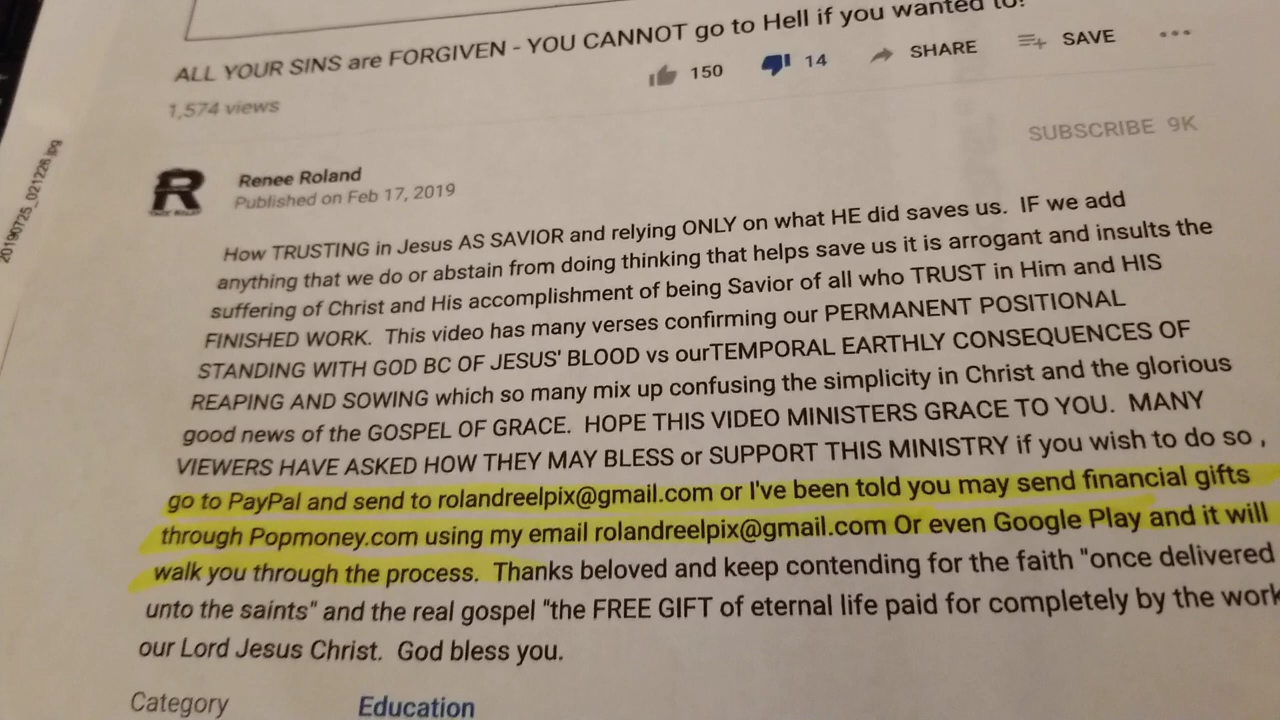 ALL YOUR SINS are FORGIVEN - YOU CANNOT go to Hell if you wanted to!
1,574 views
150 14 SHARE SAVE
SUBSCRIBE 9K
20190725_021226.jpg
R
Renee Roland
Published on Feb 17, 2019
How TRUSTING in Jesus AS SAVIOR and relying ONLY on what HE did saves us. IF we add
anything that we do or abstain from doing thinking that helps save us it is arrogant and insults the
suffering of Christ and His accomplishment of being Savior of all who TRUST in Him and HIS
FINISHED WORK. This video has many verses confirming our PERMANENT POSITIONAL
STANDING WITH GOD BC OF JESUS' BLOOD vs ourTEMPORAL EARTHLY CONSEQUENCES OF
REAPING AND SOWING which so many mix up confusing the simplicity in Christ and the glorious
good news of the GOSPEL OF GRACE. HOPE THIS VIDEO MINISTERS GRACE TO YOU. MANY
VIEWERS HAVE ASKED HOW THEY MAY BLESS or SUPPORT THIS MINISTRY if you wish to do so ,
go to PayPal and send to rolandreelpix@gmail.com or I've been told you may send financial gifts
through Popmoney.com using my email rolandreelpix@gmail.com Or even Google Play and it will
walk you through the process. Thanks beloved and keep contending for the faith "once delivered
unto the saints" and the real gospel "the FREE GIFT of eternal life paid for completely by the work
our Lord Jesus Christ. God bless you.
Category Education